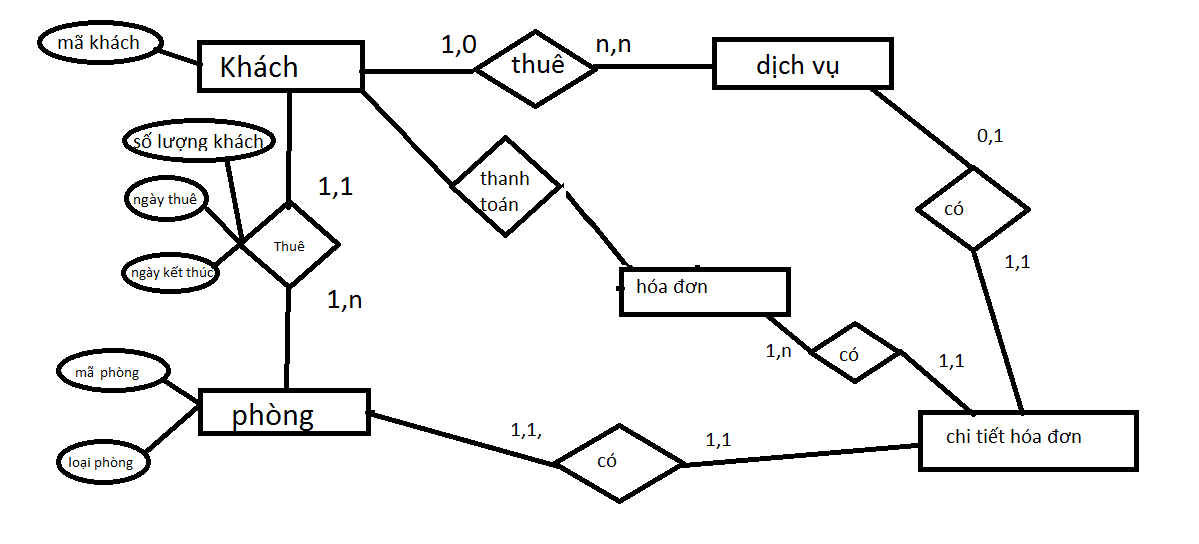 mã khách
Khách
1,0
thuê
n,n
dịch vụ
số lượng khách
0,1
thanh
toán
1,1
ngày thuê
có
Thuê
ngày kết thúc
1,1
hóa đơn
1,n
1,n
có
1,1
mã phòng
phòng
1,1,
1,1
chi tiết hóa đơn
loại phòng
có